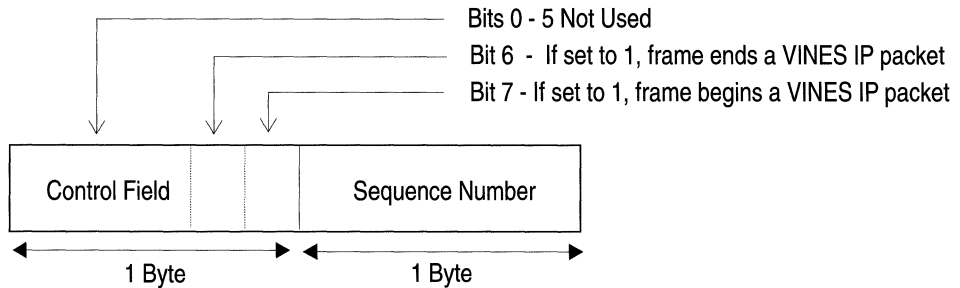 Bits 0 - 5 Not Used
Bit 6 - If set to 1, frame ends a VINES IP packet
Bit 7 - If set to 1, frame begins a VINES IP packet
Control Field
Sequence Number
1 Byte
1 Byte